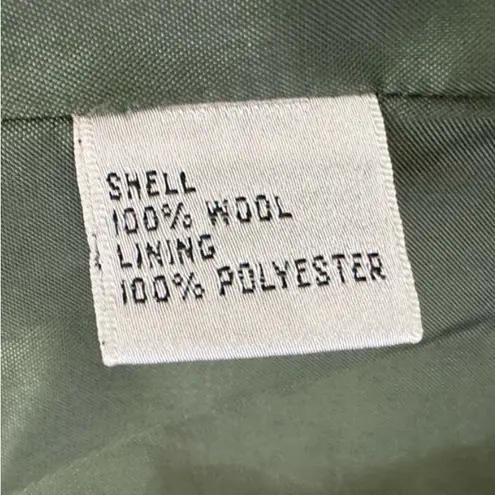 SHELL
100% WOOL
LINING
100% POLYESTER